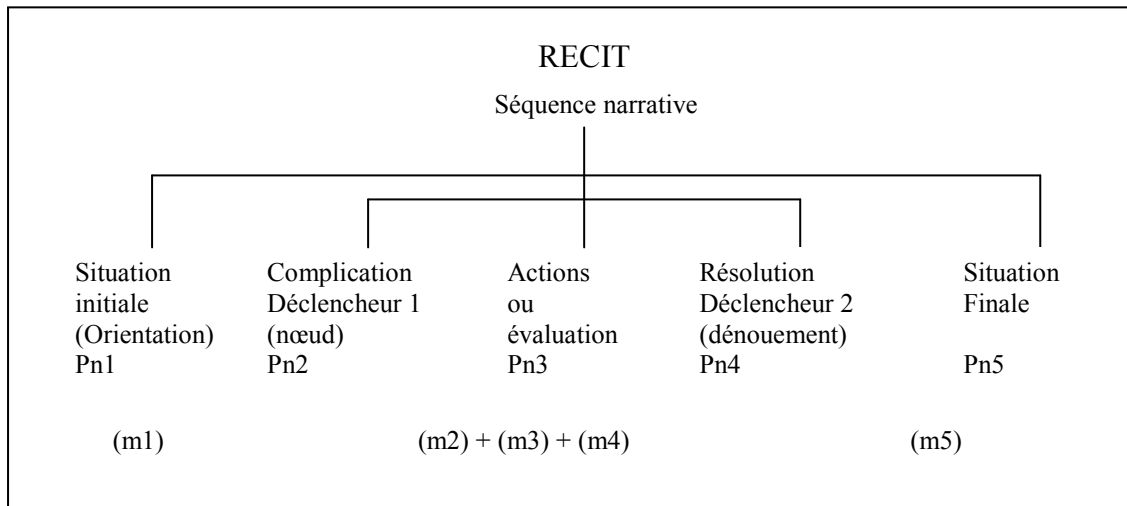 RECIT
Séquence narrative
Situation
initiale
(Orientation)
Pn1
Complication
Déclencheur 1
(nœud)
Pn2
Actions
ou
évaluation
Pn3
Résolution
Déclencheur 2
(dénouement)
Pn4
Situation
Finale
Pn5
(m1)
(m2) + (m3) + (m4)
(m5)